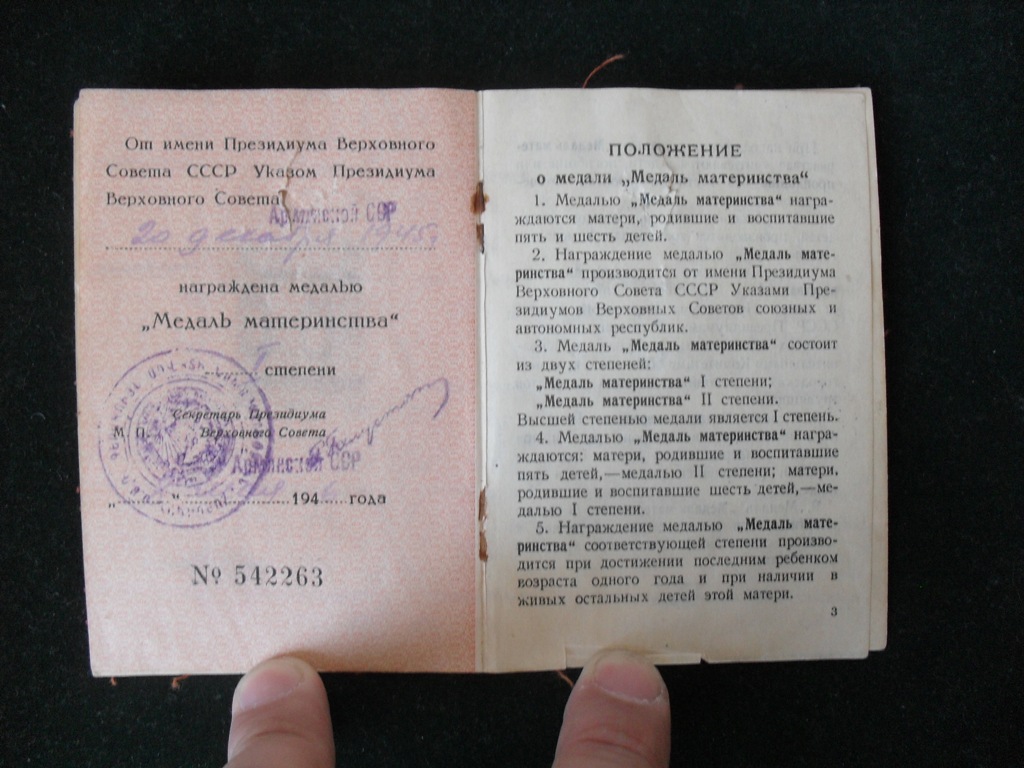 От имени Президиума Верховного
Совета СССР Указом Президиума
Верховного Совета
Армянской ССР
20 декабря 1945г.
награждена медалью
„Медаль материнства“
I степени
Секретарь Президиума
М. П. Верховного Совета
Армянской ССР
„ “ 194 года
№ 542263
ПОЛОЖЕНИЕ
о медали „Медаль материнства“
1. Медалью „Медаль материнства“ награ-
ждаются матери, родившие и воспитавшие
пять и шесть детей.
2. Награждение медалью „Медаль мате-
ринства“ производится от имени Президиума
Верховного Совета СССР Указами Пре-
зидиумов Верховных Советов союзных и
автономных республик.
3. Медаль „Медаль материнства“ состоит
из двух степеней:
„Медаль материнства“ I степени;
„Медаль материнства“ II степени.
Высшей степенью медали является I степень.
4. Медалью „Медаль материнства“ награ-
ждаются: матери, родившие и воспитавшие
пять детей,—медалью II степени; матери,
родившие и воспитавшие шесть детей,—ме-
далью I степени.
5. Награждение медалью „Медаль мате-
ринства“ соответствующей степени произво-
дится при достижении последним ребенком
возраста одного года и при наличии в
живых остальных детей этой матери.
3